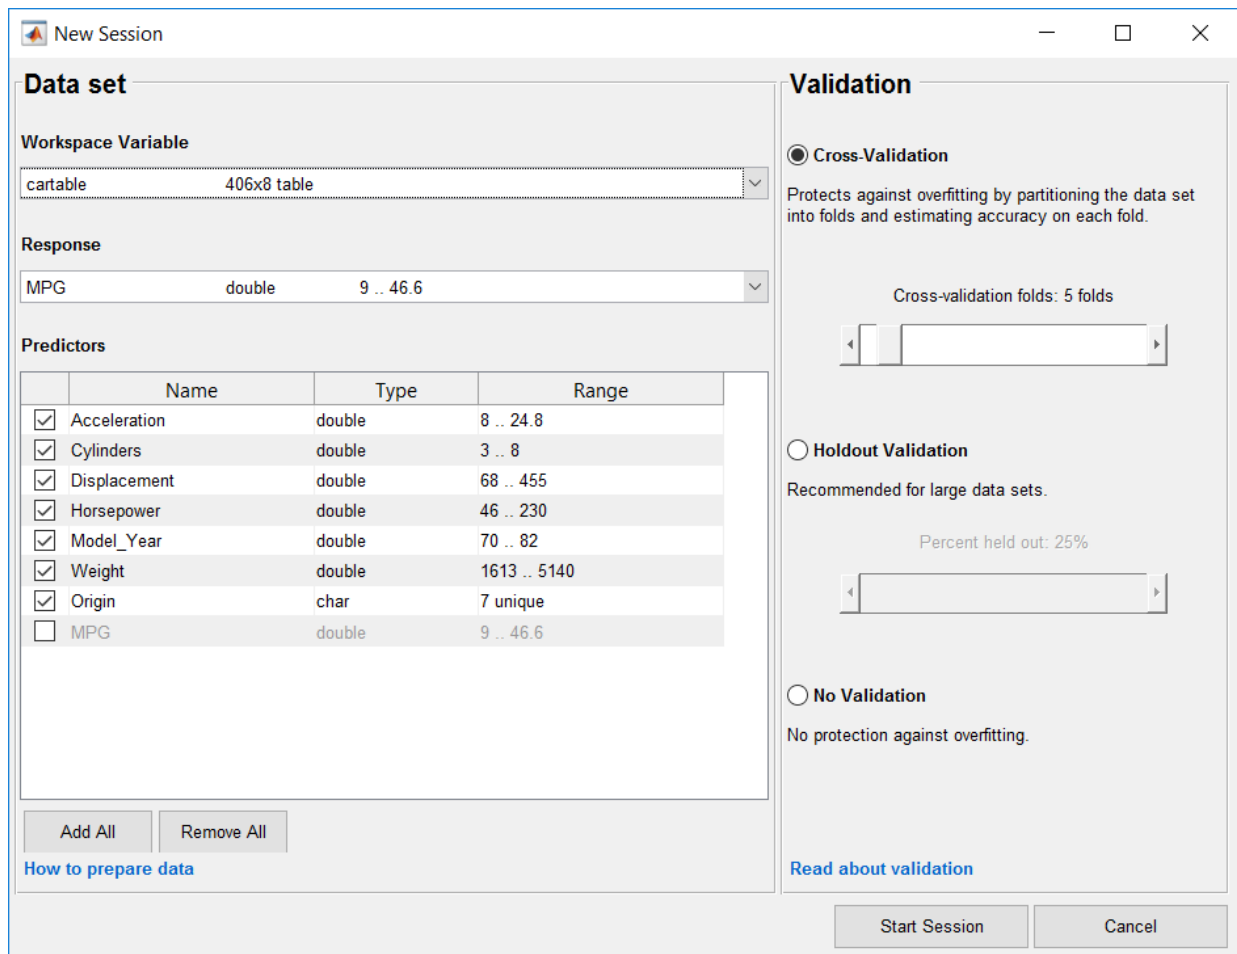 New Session
Data set
Workspace Variable
cartable 406x8 table
Response
MPG double 9 .. 46.6
Predictors
Name Type Range
Acceleration double 8 .. 24.8
Cylinders double 3 .. 8
Displacement double 68 .. 455
Horsepower double 46 .. 230
Model_Year double 70 .. 82
Weight double 1613 .. 5140
Origin char 7 unique
MPG double 9 .. 46.6
Add All Remove All
How to prepare data
Validation
Cross-Validation
Protects against overfitting by partitioning the data set
into folds and estimating accuracy on each fold.
Cross-validation folds: 5 folds
Holdout Validation
Recommended for large data sets.
Percent held out: 25%
No Validation
No protection against overfitting.
Read about validation
Start Session Cancel